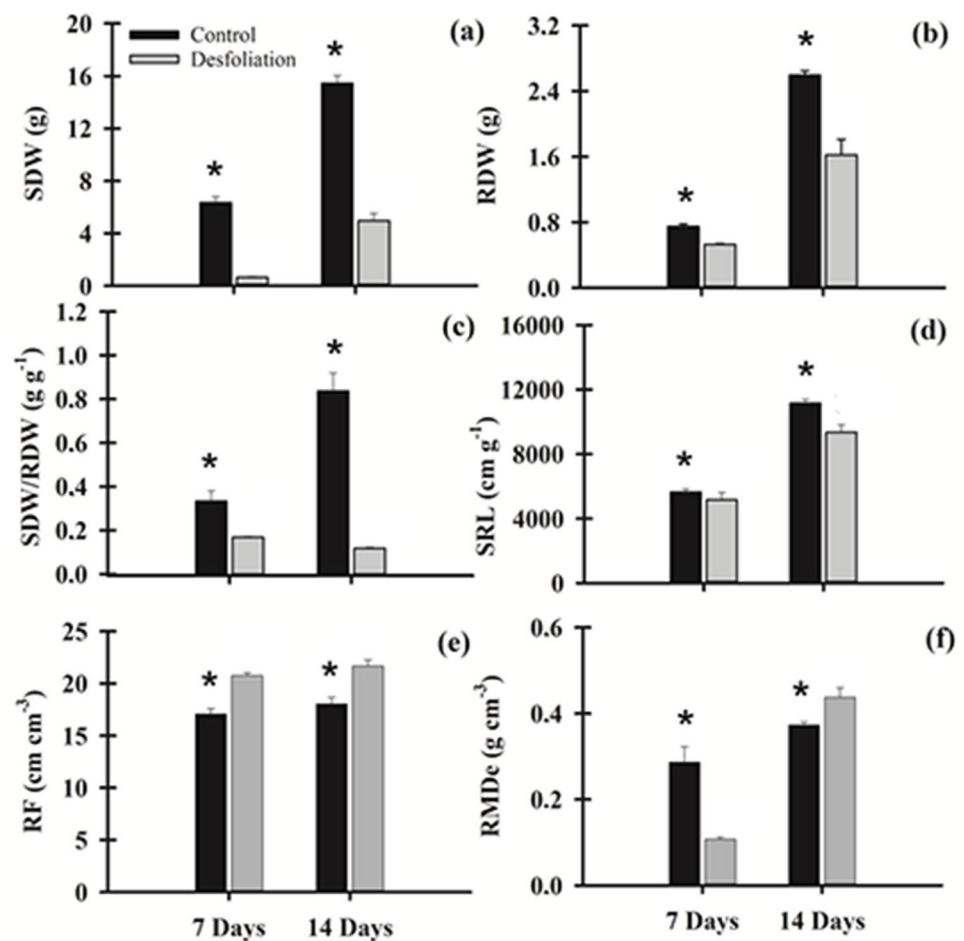 (a)
Control
Desfoliation
SDW (g)
20
16
12
8
4
0
*
*
(b)
RDW (g)
3.2
2.4
1.6
0.8
0.0
*
*
(c)
SDW/RDW (g g⁻¹)
1.2
1.0
0.8
0.6
0.4
0.2
0.0
*
*
(d)
SRL (cm g⁻¹)
16000
12000
8000
4000
0
*
*
(e)
RF (cm cm⁻³)
25
20
15
10
5
0
*
*
7 Days
14 Days
(f)
RMDe (g cm⁻³)
0.6
0.4
0.2
0.0
*
*
7 Days
14 Days